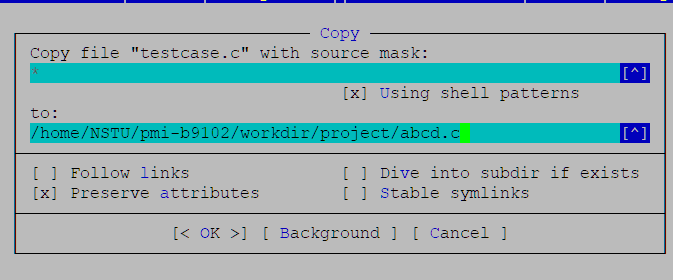 Copy
Copy file "testcase.c" with source mask:
* [^]
[x] Using shell patterns
to:
/home/NSTU/pmi-b9102/workdir/project/abcd.c [^]
[ ] Follow links [ ] Dive into subdir if exists
[x] Preserve attributes [ ] Stable symlinks
[< OK >] [ Background ] [ Cancel ]